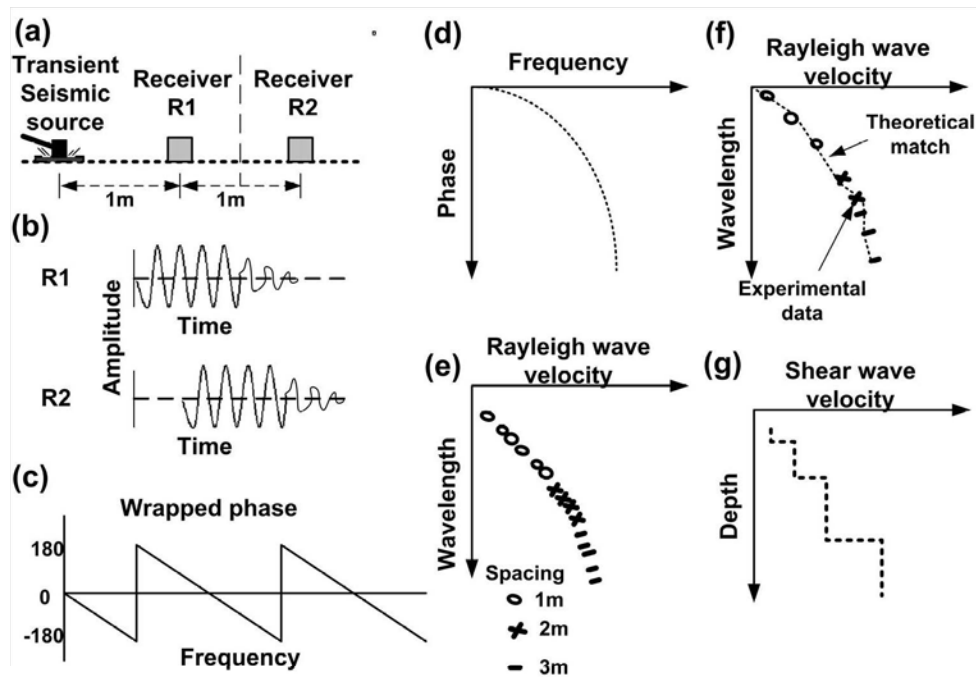 (a)
Transient
Seismic
source
Receiver
R1
Receiver
R2
1m
1m
(b)
R1
Amplitude
Time
R2
Time
(c)
Wrapped phase
180
0
-180
Frequency
(d)
Frequency
Phase
(e)
Rayleigh wave
velocity
Wavelength
Spacing
1m
2m
3m
(f)
Rayleigh wave
velocity
Wavelength
Theoretical
match
Experimental
data
(g)
Shear wave
velocity
Depth